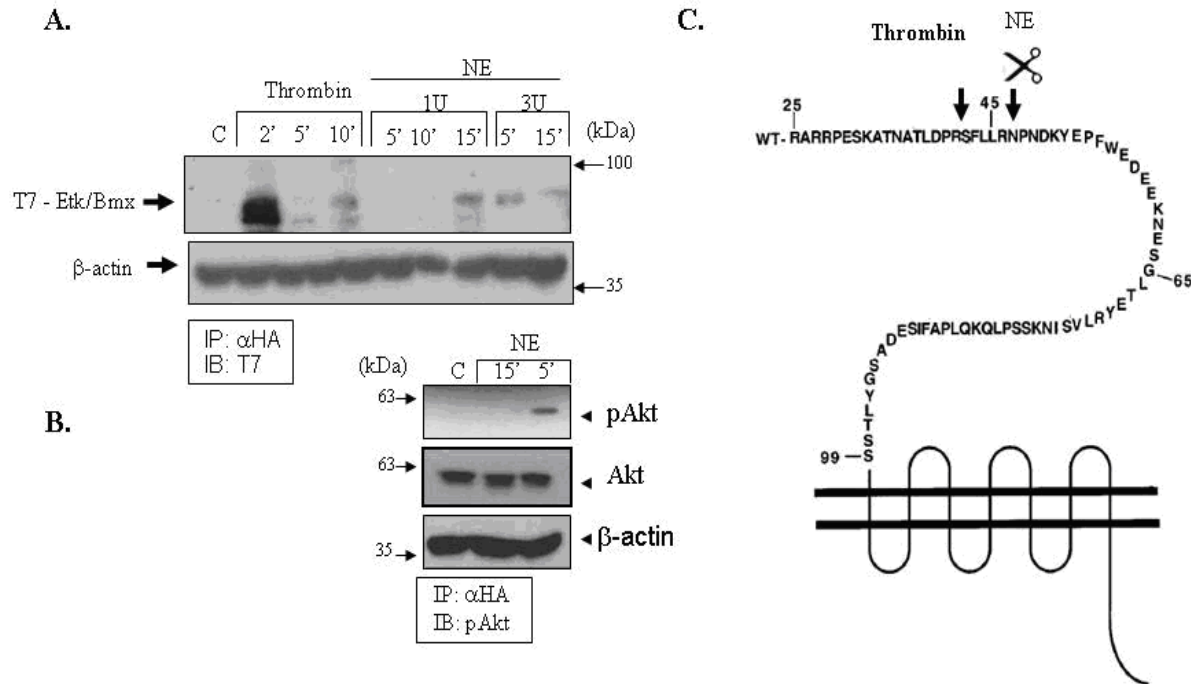 A.
NE
Thrombin 1U 3U
C 2’ 5’ 10’ 5’ 10’ 15’ 5’ 15’ (kDa)
100
T7 - Etk/Bmx
β-actin
35
IP: αHA
IB: T7
B.
NE
(kDa) C 15’ 5’
63
pAkt
63
Akt
β-actin
35
IP: αHA
IB: pAkt
C.
Thrombin NE
25 45
WT-RARRPESKATNATLDPRSFLLRNPNDKYEPFWEDEEKNESGLTEYRLVSINKSSPLQKQLPAFISEDASGYLTSS
65
99